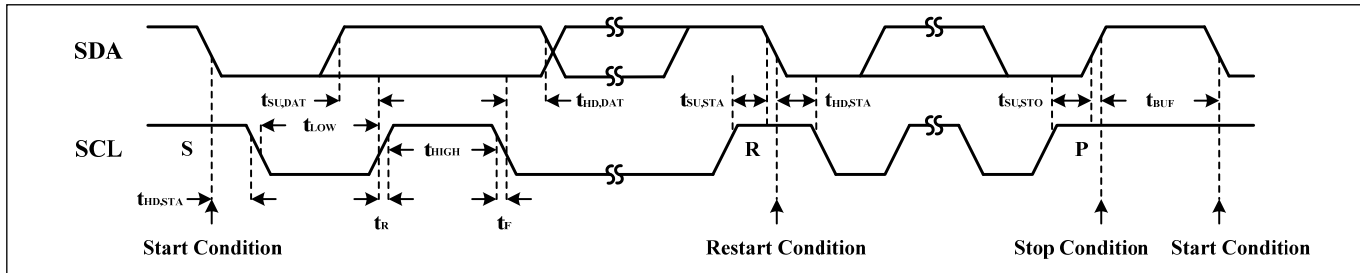 SDA
tSU,DAT
tHD,DAT
tSU,STA
tHD,STA
tSU,STO
tBUF
tLOW
SCL
S
tHIGH
R
P
tHD,STA
tR
tF
Start Condition
Restart Condition
Stop Condition
Start Condition